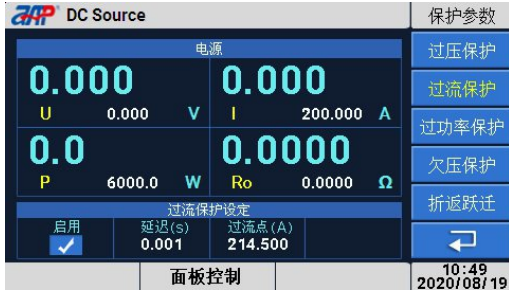 DC Source
保护参数
电源
0.000
0.000
U 0.000 V
I 200.000 A
0.0
0.0000
P 6000.0 W
Ro 0.0000 Ω
过流保护设定
启用 延迟(s) 过流点(A)
0.001 214.500
过压保护
过流保护
过功率保护
欠压保护
折返跃迁
面板控制
10:49
2020/08/19